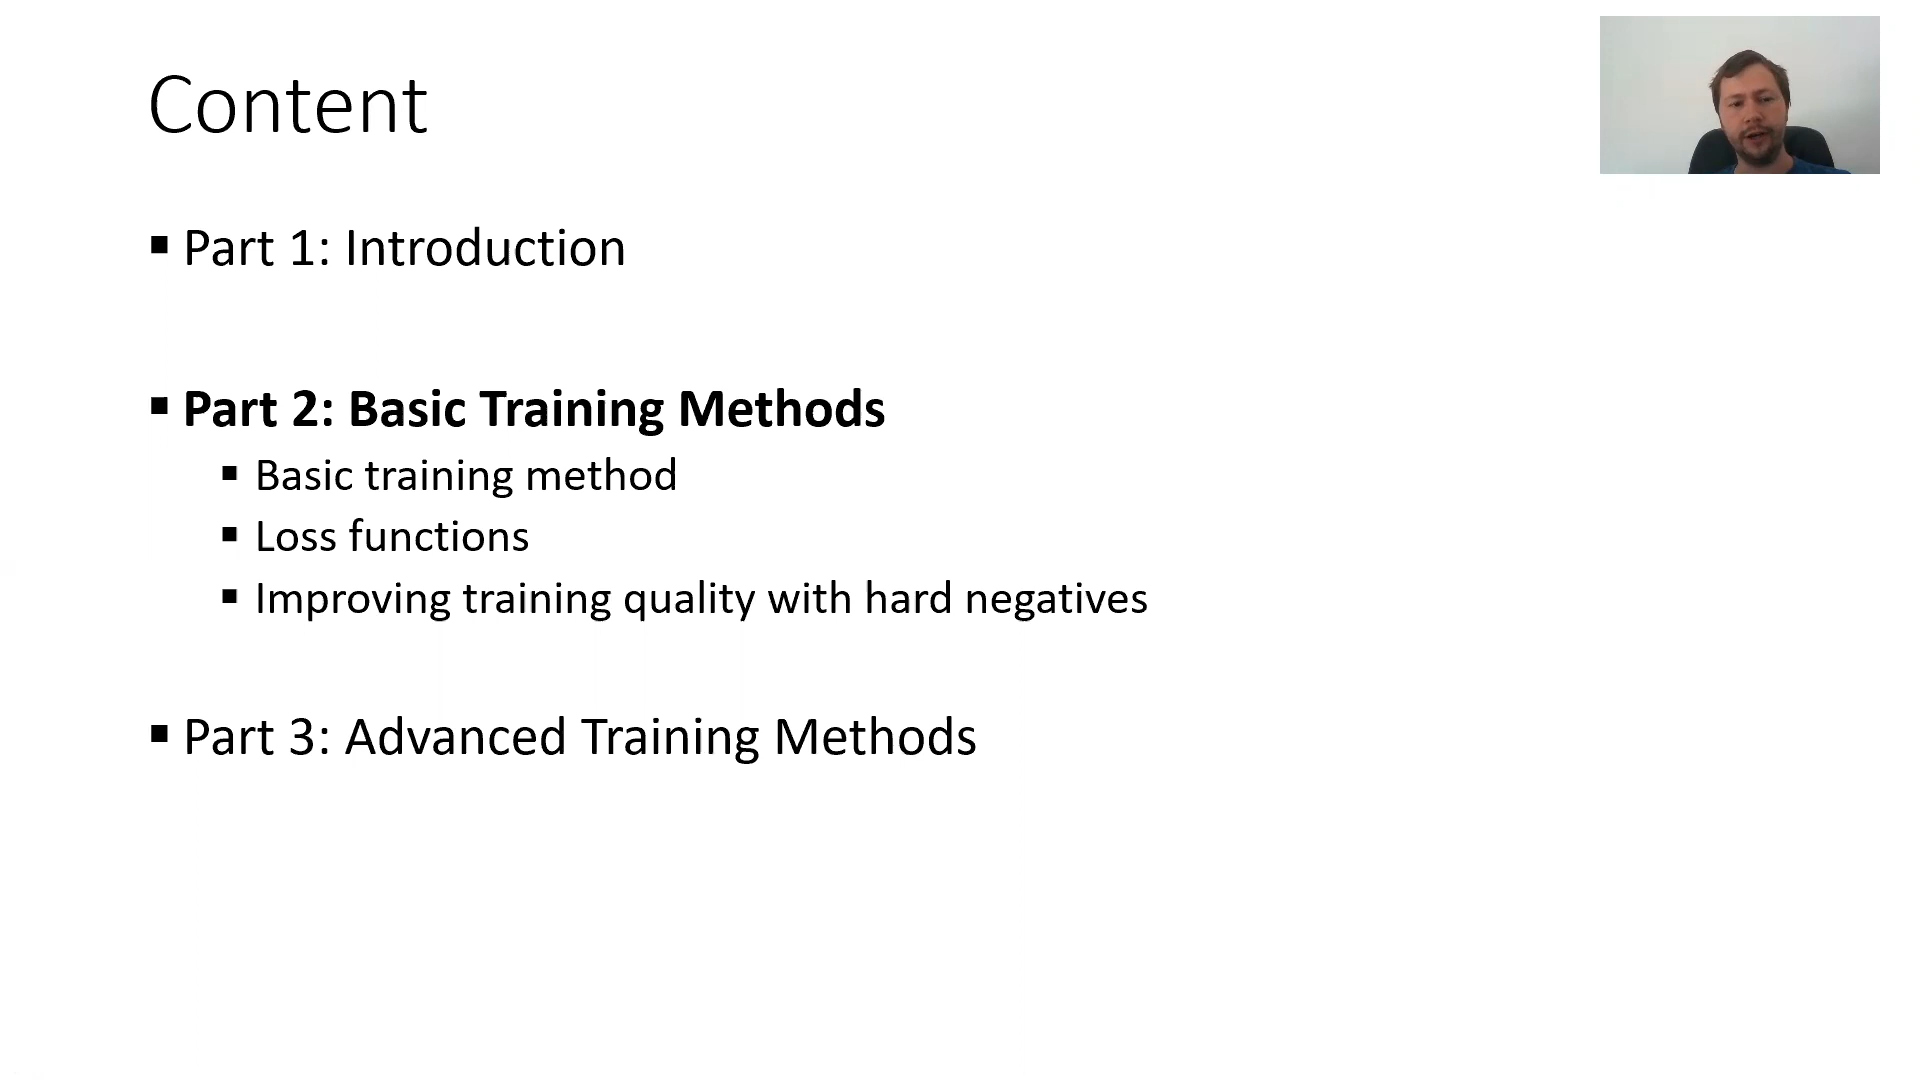 Content
▪ Part 1: Introduction
▪ Part 2: Basic Training Methods
▪ Basic training method
▪ Loss functions
▪ Improving training quality with hard negatives
▪ Part 3: Advanced Training Methods